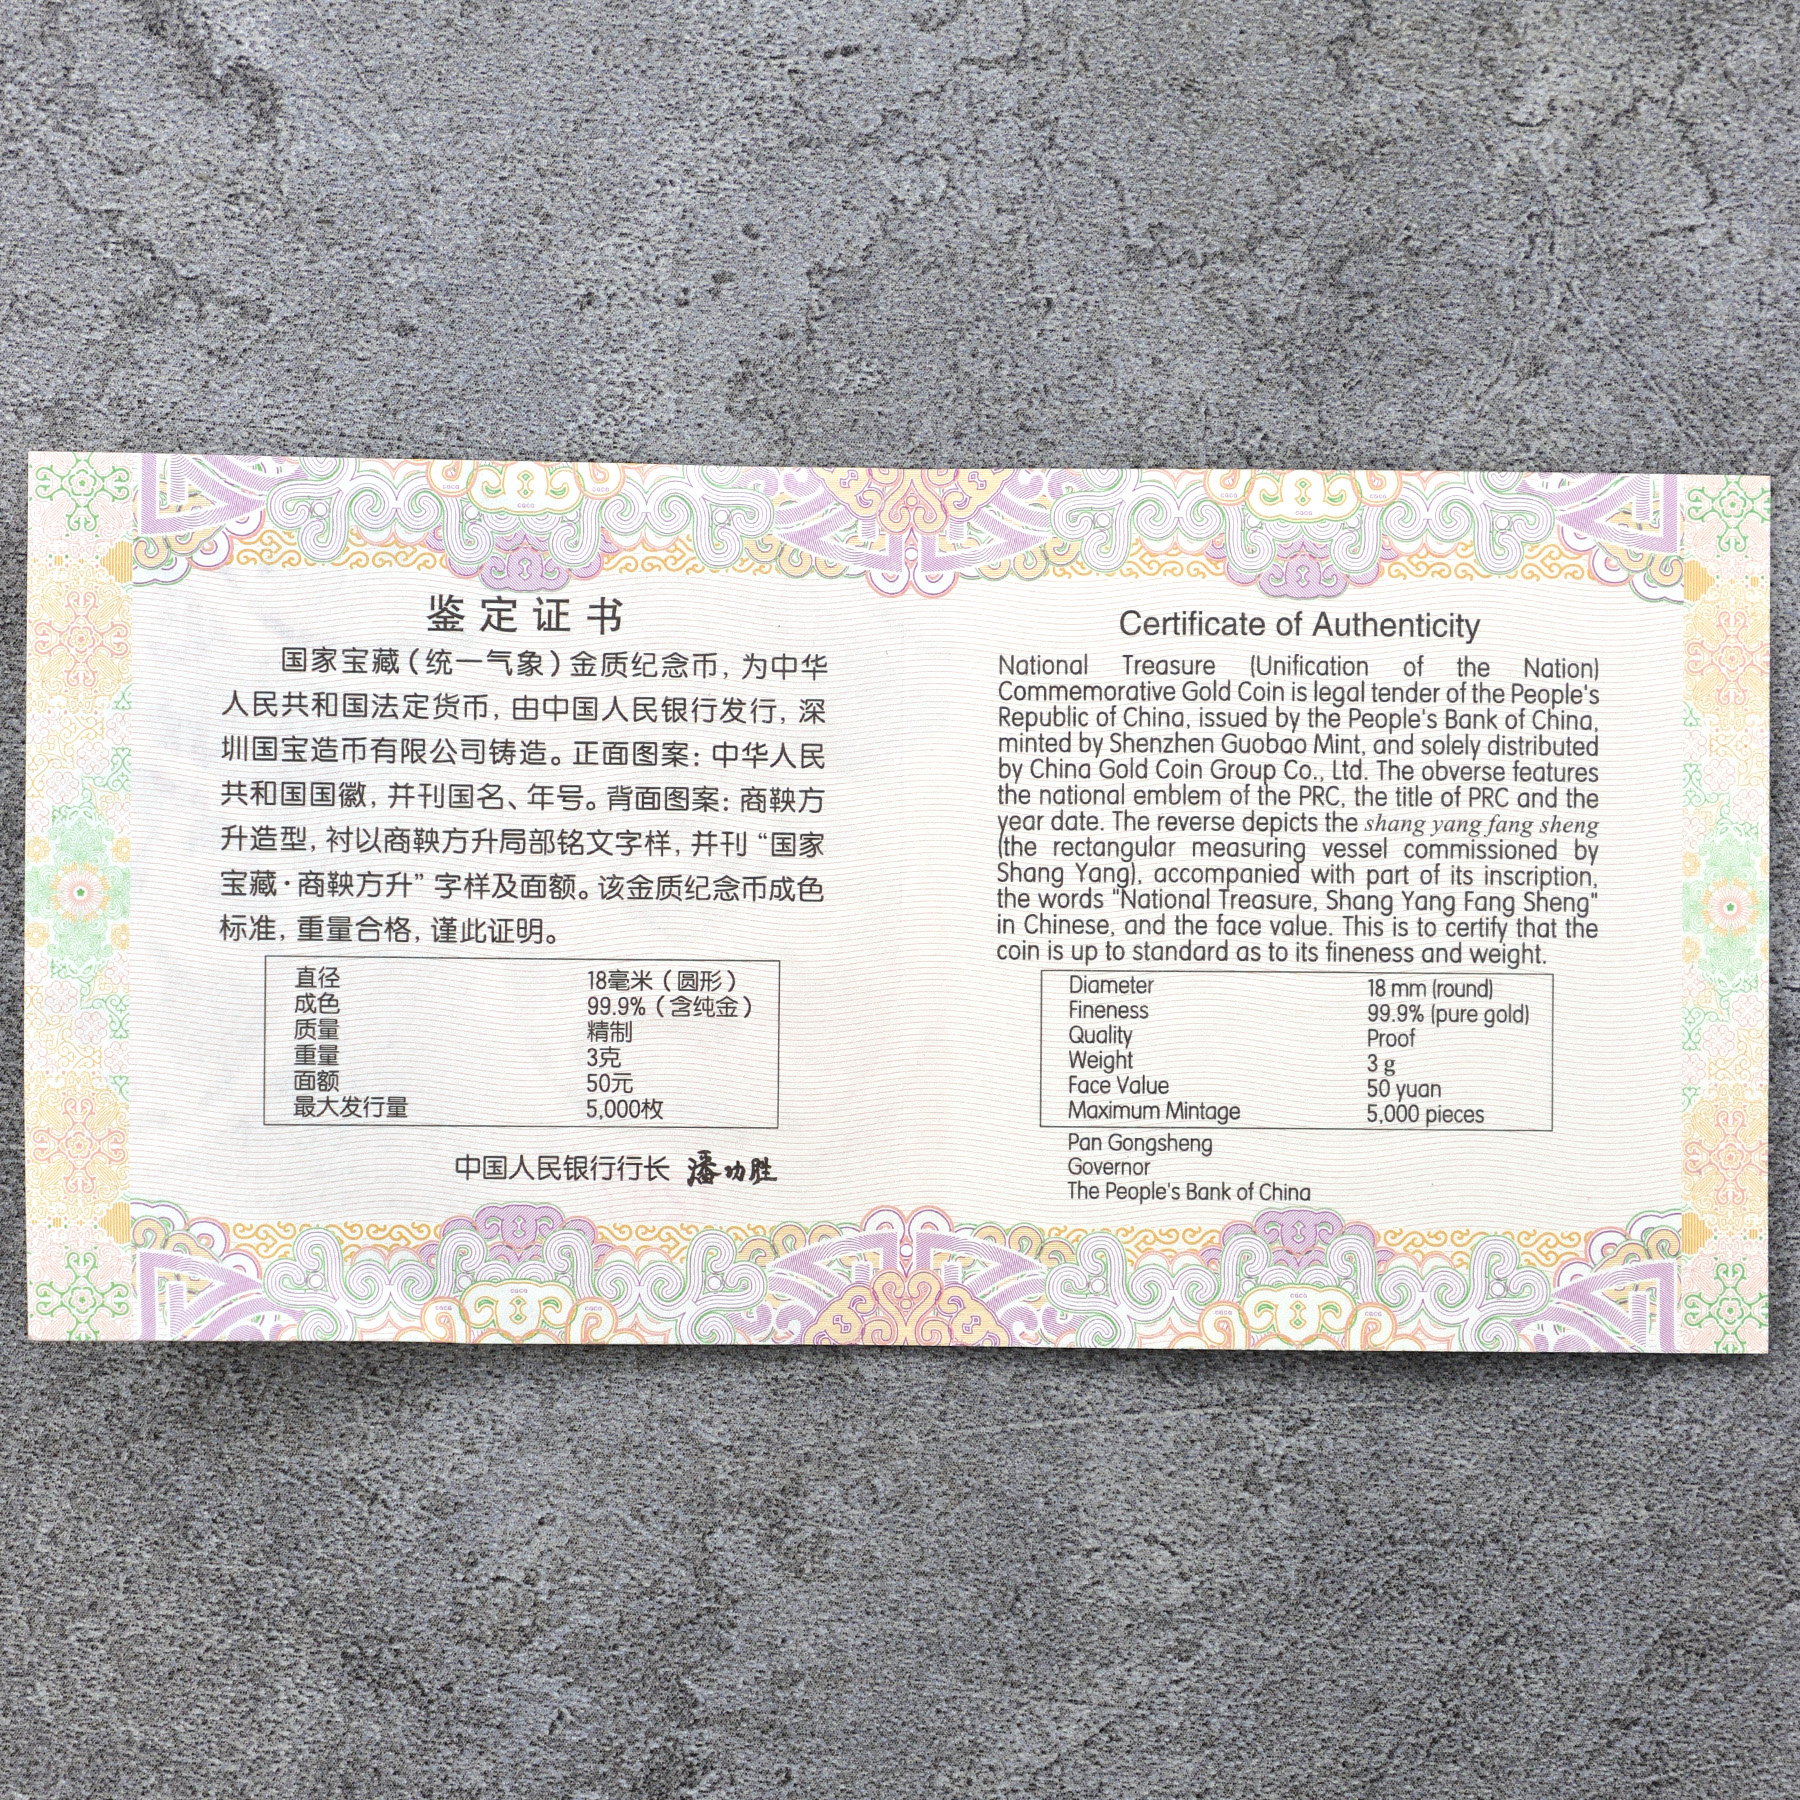 鉴定证书
国家宝藏（统一气象）金质纪念币，为中华
人民共和国法定货币，由中国人民银行发行，深
圳国宝造币有限公司铸造。正面图案：中华人民
共和国国徽，并刊国名、年号。背面图案：商鞅方
升造型，衬以商鞅方升局部铭文字样，并刊“国家
宝藏·商鞅方升”字样及面额。该金质纪念币成色
标准，重量合格，谨此证明。
直径 18毫米（圆形）
成色 99.9%（含纯金）
质量 精制
重量 3克
面额 50元
最大发行量 5,000枚
中国人民银行行长 潘功胜
Certificate of Authenticity
National Treasure (Unification of the Nation)
Commemorative Gold Coin is legal tender of the People's
Republic of China, issued by the People's Bank of China,
minted by Shenzhen Guobao Mint, and solely distributed
by China Gold Coin Group Co., Ltd. The obverse features
the national emblem of the PRC, the title of PRC and the
year date. The reverse depicts the shang yang fang sheng
(the rectangular measuring vessel commissioned by
Shang Yang), accompanied with part of its inscription,
the words "National Treasure, Shang Yang Fang Sheng"
in Chinese, and the face value. This is to certify that the
coin is up to standard as to its fineness and weight.
Diameter 18 mm (round)
Fineness 99.9% (pure gold)
Quality Proof
Weight 3 g
Face Value 50 yuan
Maximum Mintage 5,000 pieces
Pan Gongsheng
Governor
The People's Bank of China